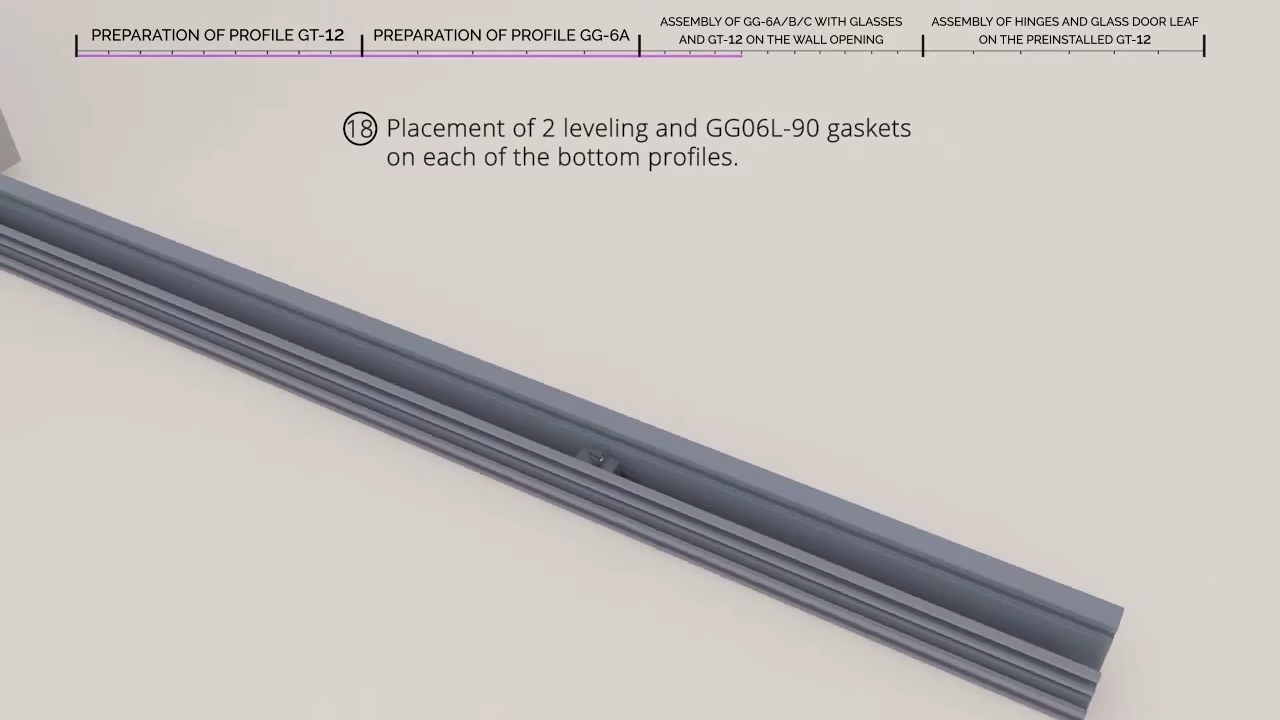 PREPARATION OF PROFILE GT-12
PREPARATION OF PROFILE GG-6A
ASSEMBLY OF GG-6A/B/C WITH GLASSES
AND GT-12 ON THE WALL OPENING
ASSEMBLY OF HINGES AND GLASS DOOR LEAF
ON THE PREINSTALLED GT-12
18 Placement of 2 leveling and GG06L-90 gaskets
on each of the bottom profiles.